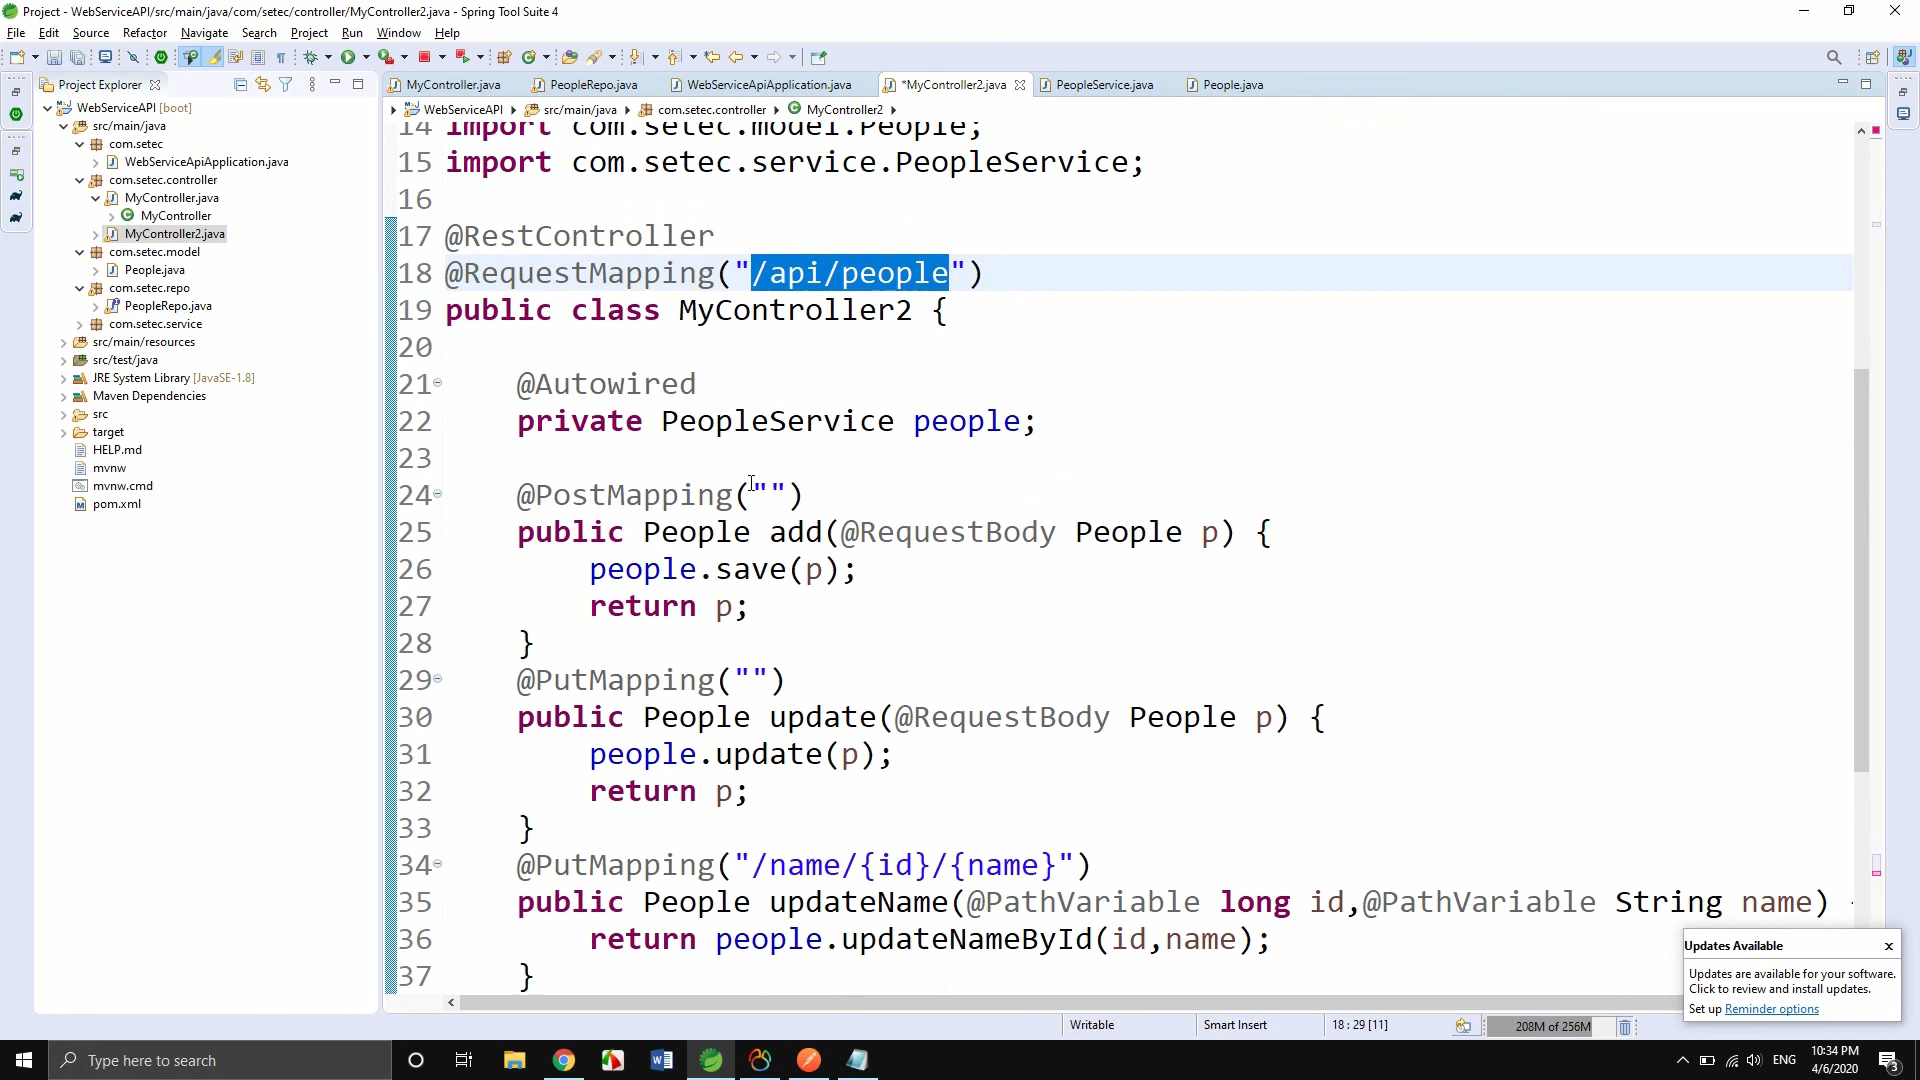 Project - WebServiceAPI/src/main/java/com/setec/controller/MyController2.java - Spring Tool Suite 4
File Edit Source Refactor Navigate Search Project Run Window Help
Project Explorer
MyController.java PeopleRepo.java WebServiceApiApplication.java *MyController2.java PeopleService.java People.java
WebServiceAPI src/main/java com.setec.controller MyController2
WebServiceAPI [boot]
src/main/java
com.setec
WebServiceApiApplication.java
com.setec.controller
MyController.java
MyController
MyController2.java
com.setec.model
People.java
com.setec.repo
PeopleRepo.java
com.setec.service
src/main/resources
src/test/java
JRE System Library [JavaSE-1.8]
Maven Dependencies
src
target
HELP.md
mvnw
mvnw.cmd
pom.xml
14 import com.setec.model.People;
15 import com.setec.service.PeopleService;
16
17 @RestController
18 @RequestMapping("/api/people")
19 public class MyController2 {
20
21 @Autowired
22 private PeopleService people;
23
24 @PostMapping("")
25 public People add(@RequestBody People p) {
26 people.save(p);
27 return p;
28 }
29 @PutMapping("")
30 public People update(@RequestBody People p) {
31 people.update(p);
32 return p;
33 }
34 @PutMapping("/name/{id}/{name}")
35 public People updateName(@PathVariable long id,@PathVariable String name)
36 return people.updateNameById(id,name);
37 }
Updates Available
Updates are available for your software.
Click to review and install updates.
Set up Reminder options
Writable Smart Insert 18 : 29 [11] 208M of 256M
Type here to search
ENG
10:34 PM
4/6/2020
3